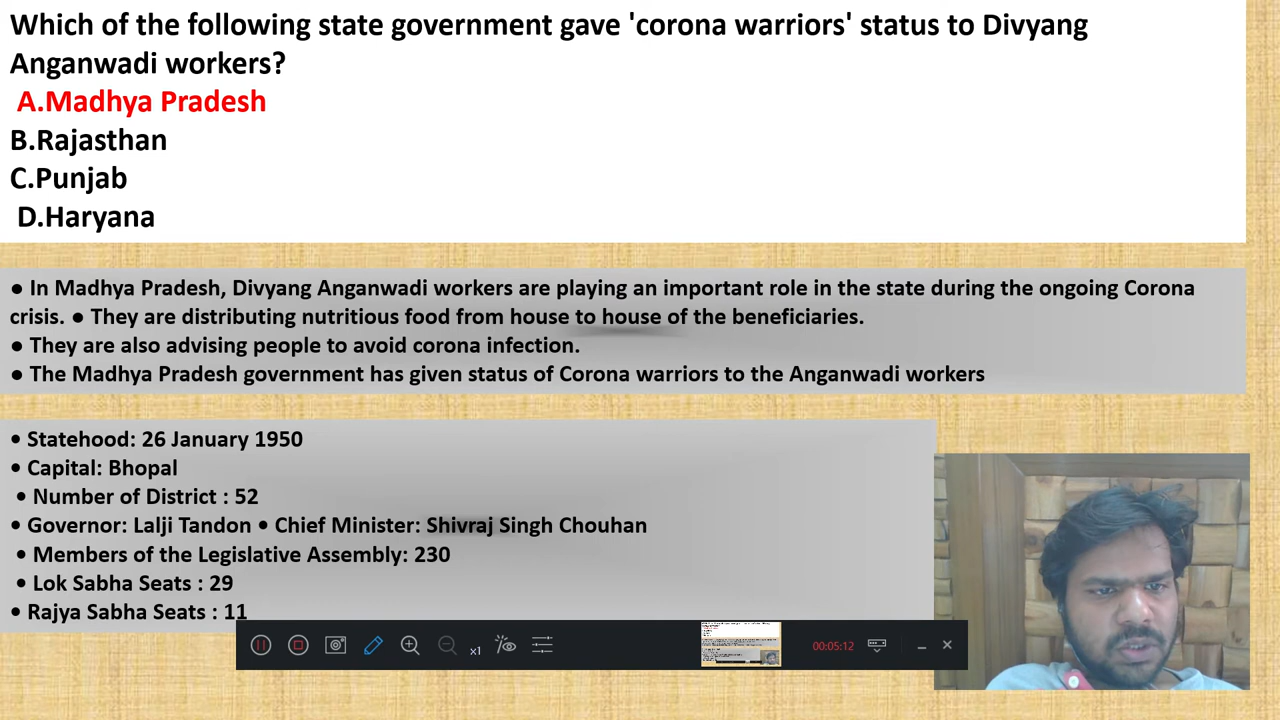 Which of the following state government gave 'corona warriors' status to Divyang
Anganwadi workers?
A.Madhya Pradesh
B.Rajasthan
C.Punjab
D.Haryana
● In Madhya Pradesh, Divyang Anganwadi workers are playing an important role in the state during the ongoing Corona
crisis. ● They are distributing nutritious food from house to house of the beneficiaries.
● They are also advising people to avoid corona infection.
● The Madhya Pradesh government has given status of Corona warriors to the Anganwadi workers
• Statehood: 26 January 1950
• Capital: Bhopal
• Number of District : 52
• Governor: Lalji Tandon • Chief Minister: Shivraj Singh Chouhan
• Members of the Legislative Assembly: 230
• Lok Sabha Seats : 29
• Rajya Sabha Seats : 11
x1
00:05:12